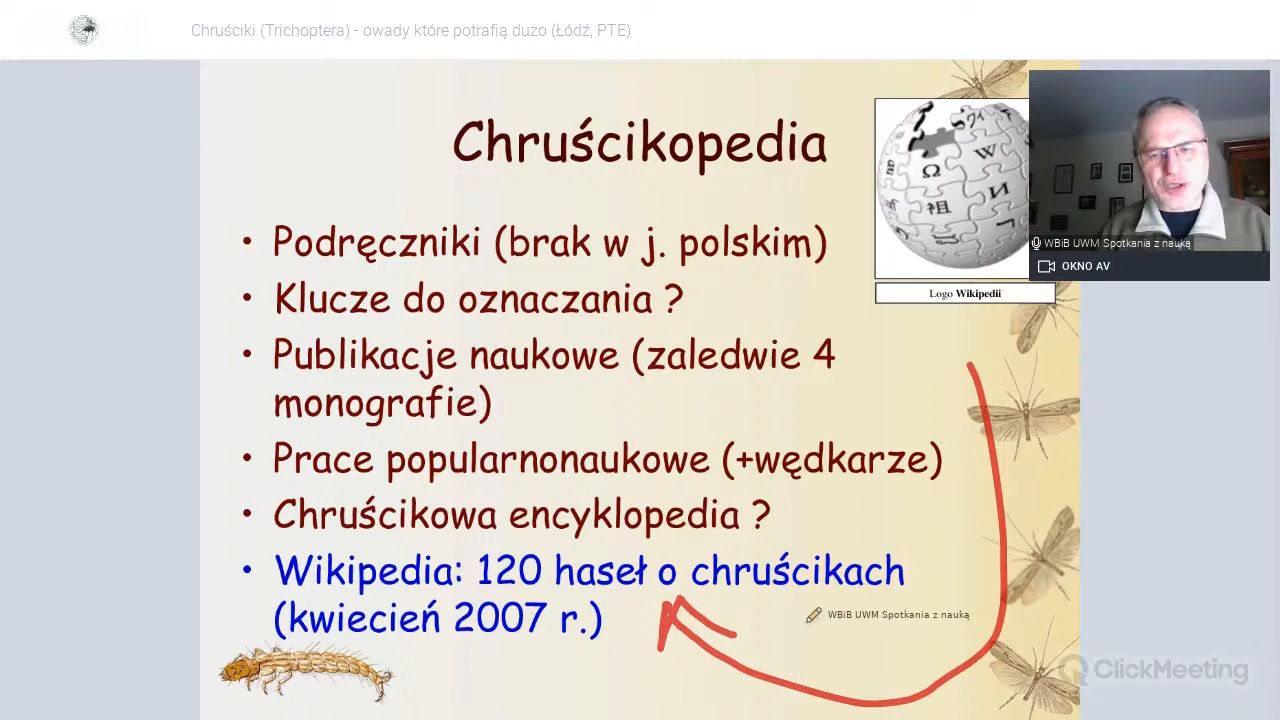 Chruściki (Trichoptera) - owady które potrafią dużo (Łódź, PTE)
Chruścikopedia
Ω
W
И
祖
Logo Wikipedii
WBiB UWM Spotkania z nauką
OKNO AV
• Podręczniki (brak w j. polskim)
• Klucze do oznaczania ?
• Publikacje naukowe (zaledwie 4
monografie)
• Prace popularnonaukowe (+wędkarze)
• Chruścikowa encyklopedia ?
• Wikipedia: 120 haseł o chruścikach
(kwiecień 2007 r.)
WBiB UWM Spotkania z nauką
ClickMeeting